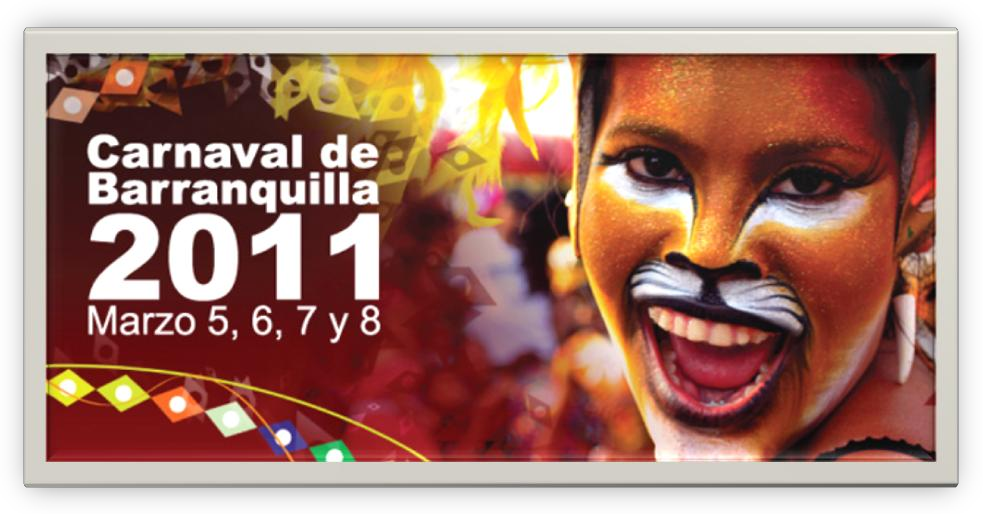 Carnaval de
Barranquilla
2011
Marzo 5, 6, 7 y 8